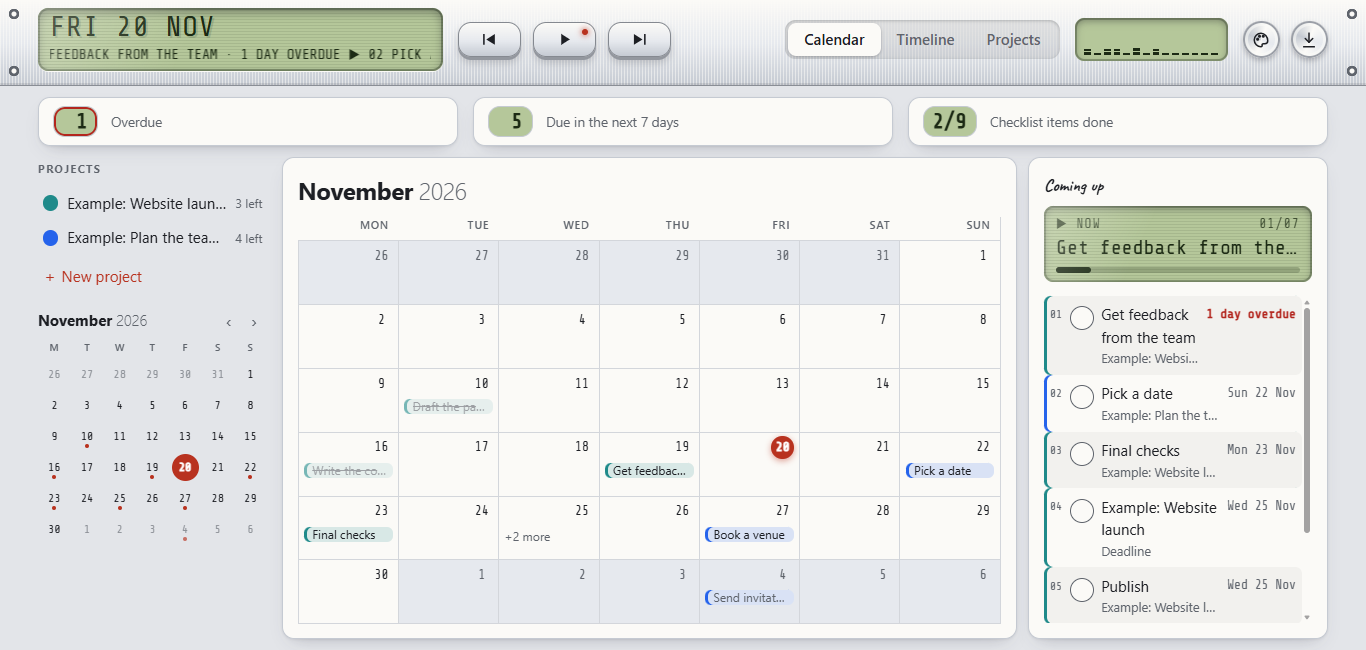 FRI 20 NOV
FEEDBACK FROM THE TEAM · 1 DAY OVERDUE ▶ 02 PICK
Calendar Timeline Projects
1 Overdue
5 Due in the next 7 days
2/9 Checklist items done
PROJECTS
Example: Website laun... 3 left
Example: Plan the tea... 4 left
+ New project
November 2026 ‹ ›
M T W T F S S
26 27 28 29 30 31 1
2 3 4 5 6 7 8
9 10 11 12 13 14 15
16 17 18 19 20 21 22
23 24 25 26 27 28 29
30 1 2 3 4 5 6
November 2026
MON TUE WED THU FRI SAT SUN
26 27 28 29 30 31 1
2 3 4 5 6 7 8
9 10 11 12 13 14 15
Draft the pa...
16 17 18 19 20 21 22
Write the co... Get feedbac... Pick a date
23 24 25 26 27 28 29
Final checks +2 more Book a venue
30 1 2 3 4 5 6
Send invitat...
Coming up
▶ NOW 01/07
Get feedback from the…
01 Get feedback 1 day overdue
from the team
Example: Websi...
02 Pick a date Sun 22 Nov
Example: Plan the t...
03 Final checks Mon 23 Nov
Example: Website l...
04 Example: Website Wed 25 Nov
launch
Deadline
05 Publish Wed 25 Nov
Example: Website l...